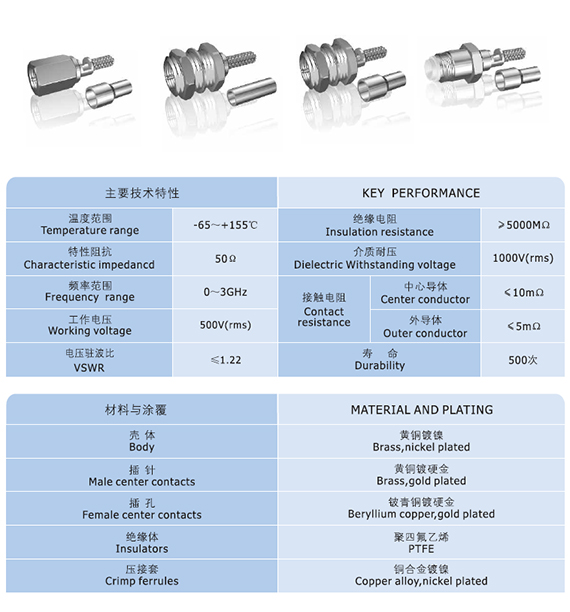 主要技术特性
KEY PERFORMANCE
温度范围
Temperature range
-65～+155℃
绝缘电阻
Insulation resistance
≥5000MΩ
特性阻抗
Characteristic impedancd
50Ω
介质耐压
Dielectric Withstanding voltage
1000V(rms)
频率范围
Frequency range
0～3GHz
接触电阻
Contact
resistance
中心导体
Center conductor
≤10mΩ
工作电压
Working voltage
500V(rms)
外导体
Outer conductor
≤5mΩ
电压驻波比
VSWR
≤1.22
寿 命
Durability
500次
材料与涂覆
MATERIAL AND PLATING
壳 体
Body
黄铜镀镍
Brass,nickel plated
插 针
Male center contacts
黄铜镀硬金
Brass,gold plated
插 孔
Female center contacts
铍青铜镀硬金
Beryllium copper,gold plated
绝缘体
Insulators
聚四氟乙烯
PTFE
压接套
Crimp ferrules
铜合金镀镍
Copper alloy,nickel plated